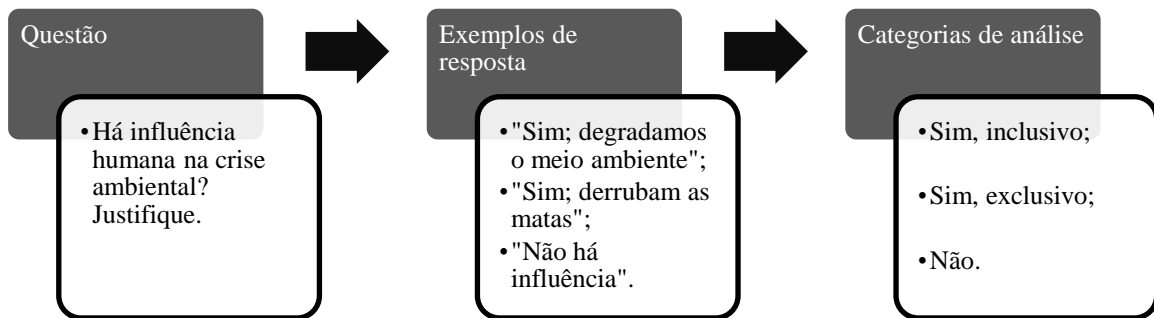 Questão
•Há influência
humana na crise
ambiental?
Justifique.
Exemplos de
resposta
•"Sim; degradamos
o meio ambiente";
•"Sim; derrubam as
matas";
•"Não há
influência".
Categorias de análise
•Sim, inclusivo;
•Sim, exclusivo;
•Não.